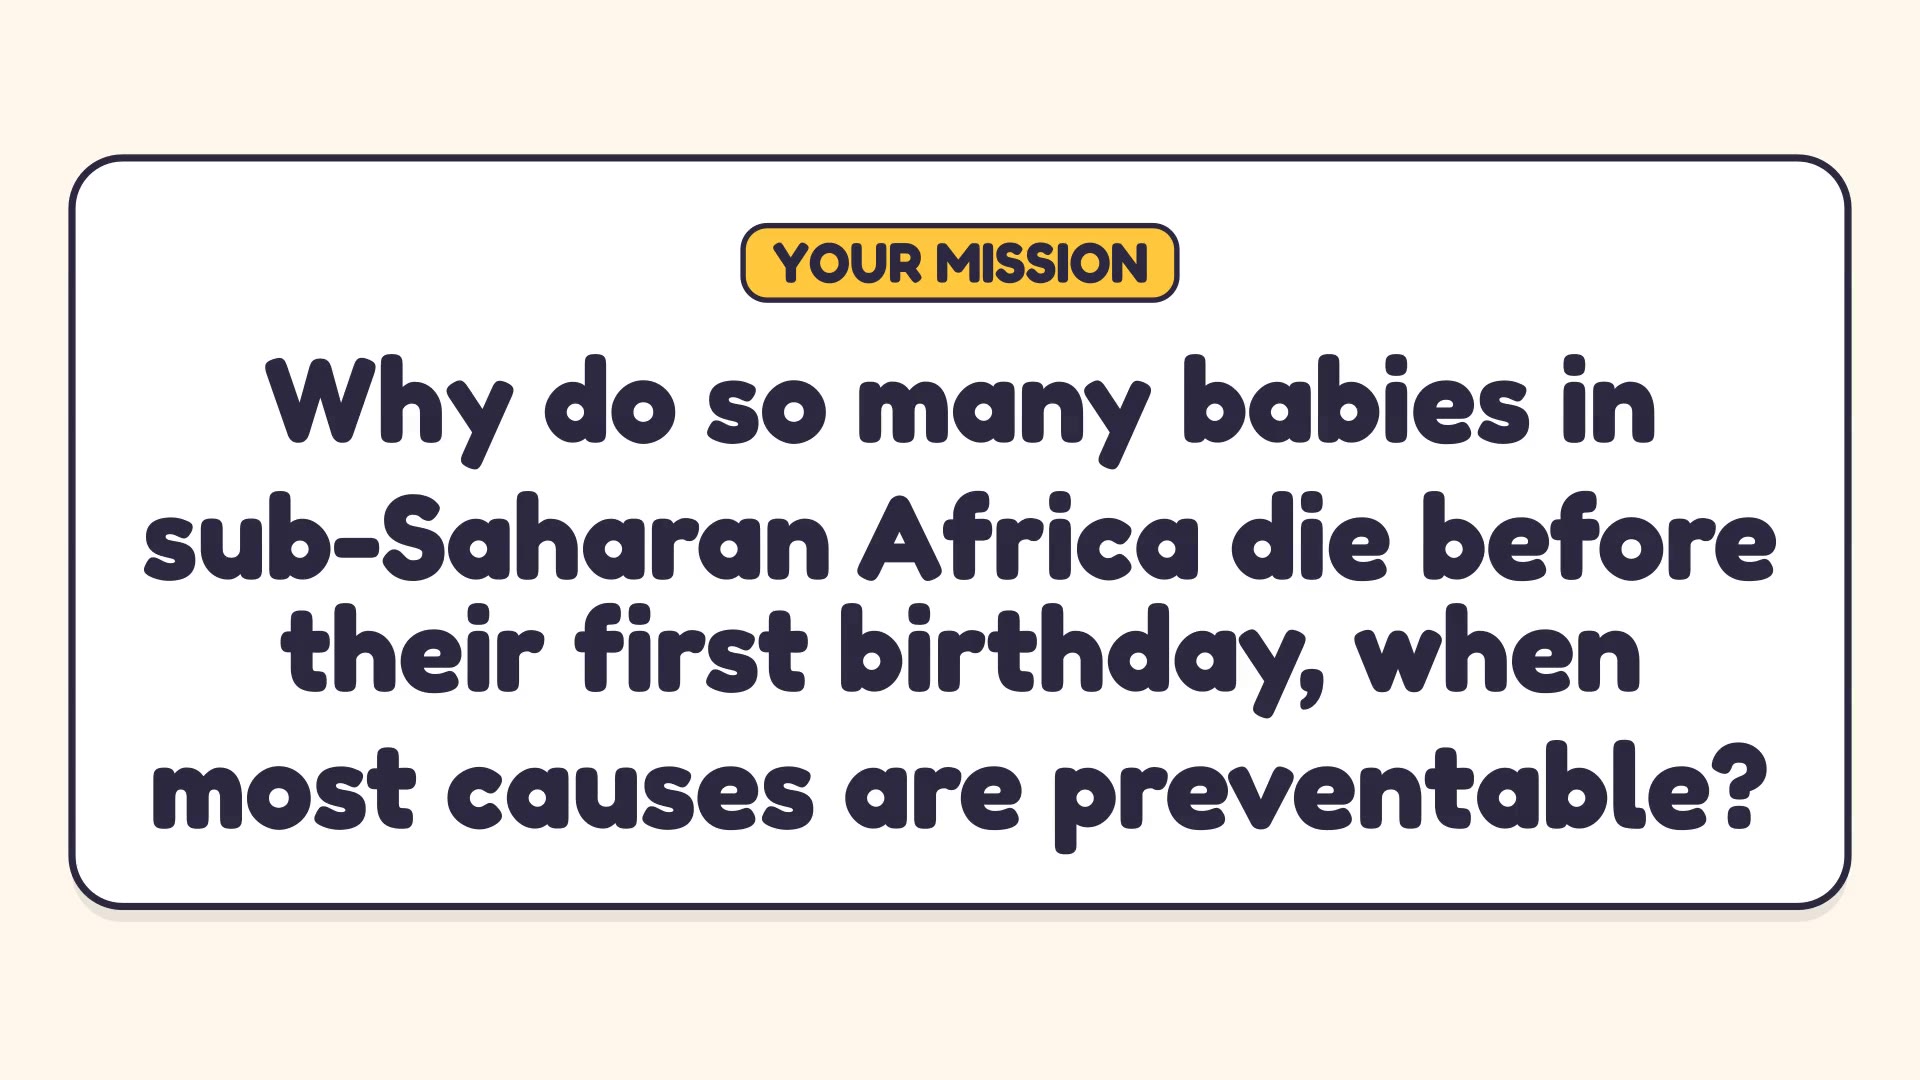 YOUR MISSION
Why do so many babies in
sub-Saharan Africa die before
their first birthday, when
most causes are preventable?